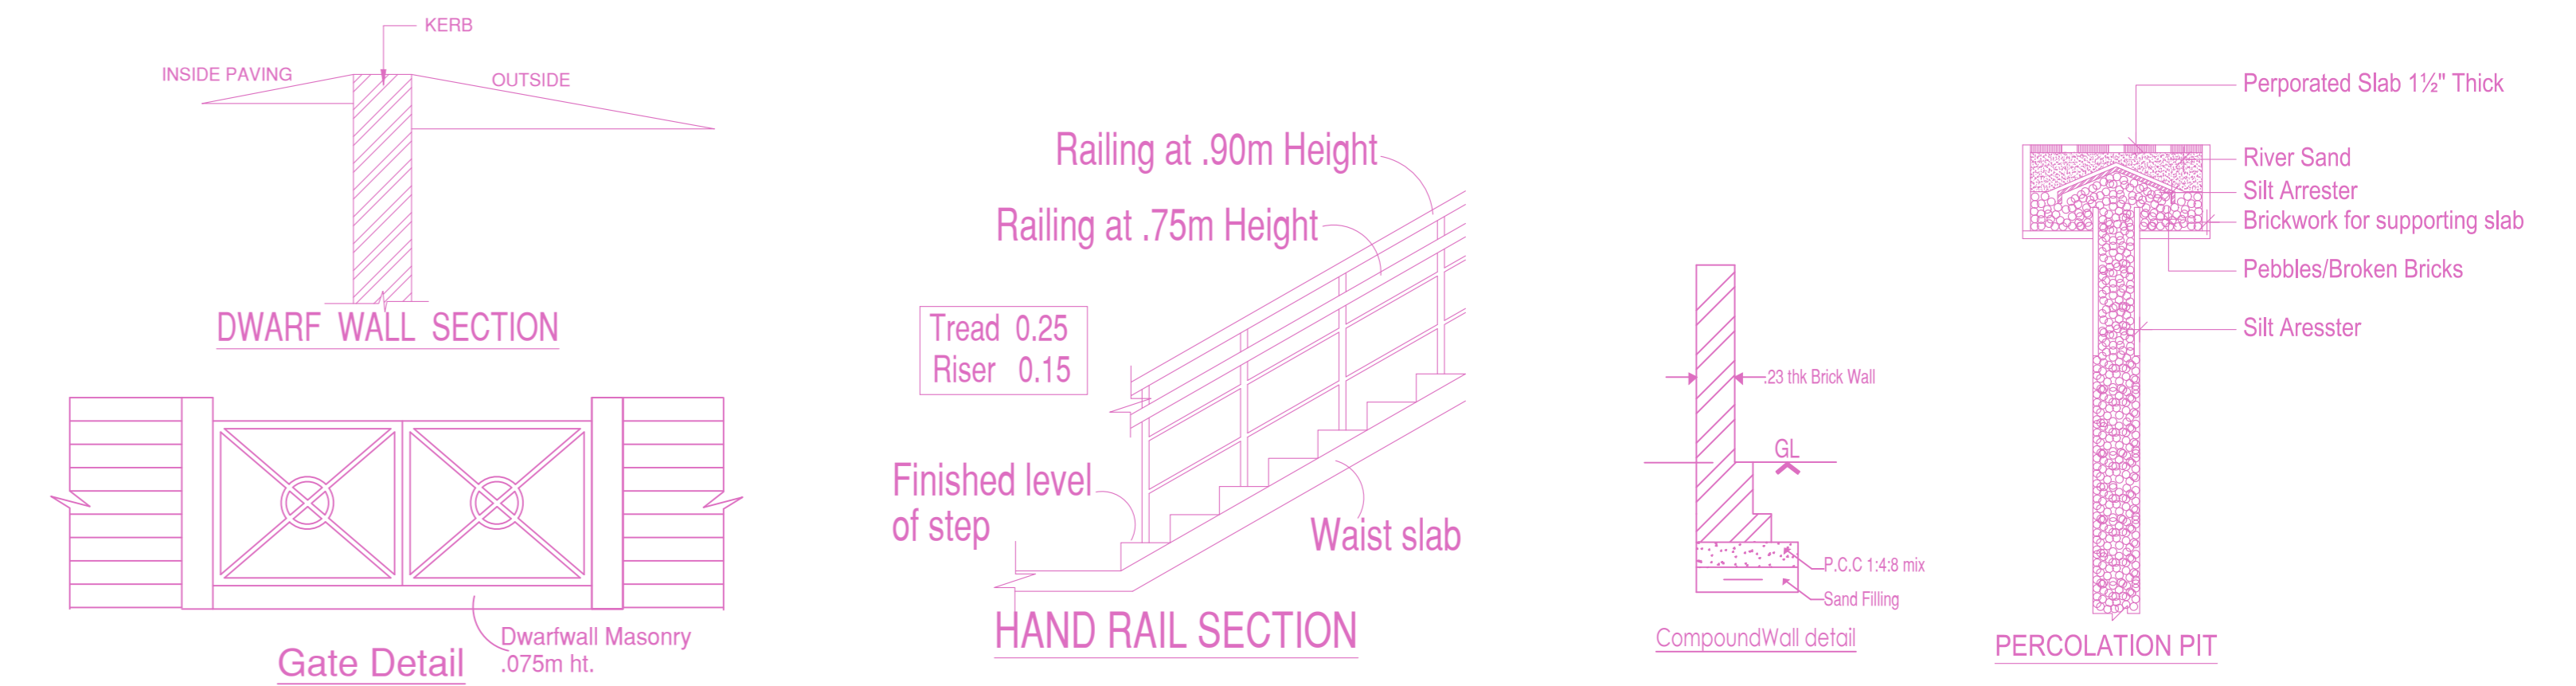 KERB
INSIDE PAVING
OUTSIDE
DWARF WALL SECTION
Dwarfwall Masonry
.075m ht.
Gate Detail
Railing at .90m Height
Railing at .75m Height
Tread 0.25
Riser 0.15
Finished level
of step
Waist slab
HAND RAIL SECTION
.23 thk Brick Wall
GL
P.C.C 1:4:8 mix
Sand Filling
CompoundWall detail
Perporated Slab 1½" Thick
River Sand
Silt Arrester
Brickwork for supporting slab
Pebbles/Broken Bricks
Silt Aresster
PERCOLATION PIT